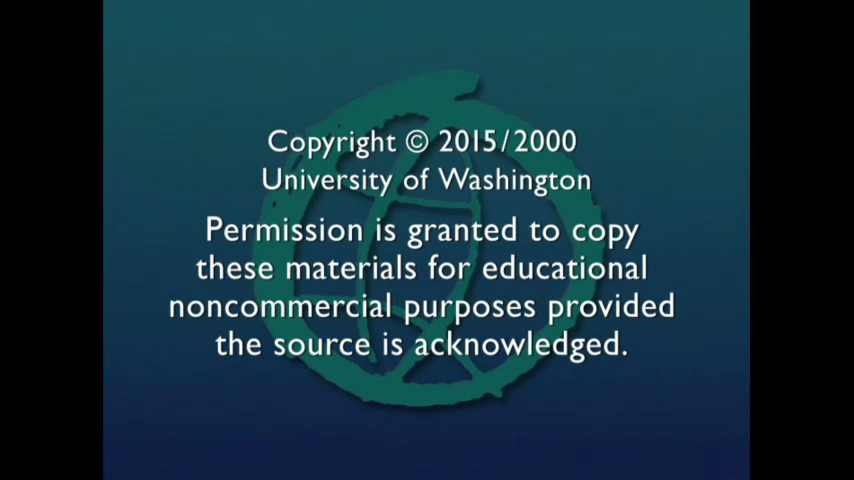 Copyright © 2015/2000
University of Washington
Permission is granted to copy
these materials for educational
noncommercial purposes provided
the source is acknowledged.